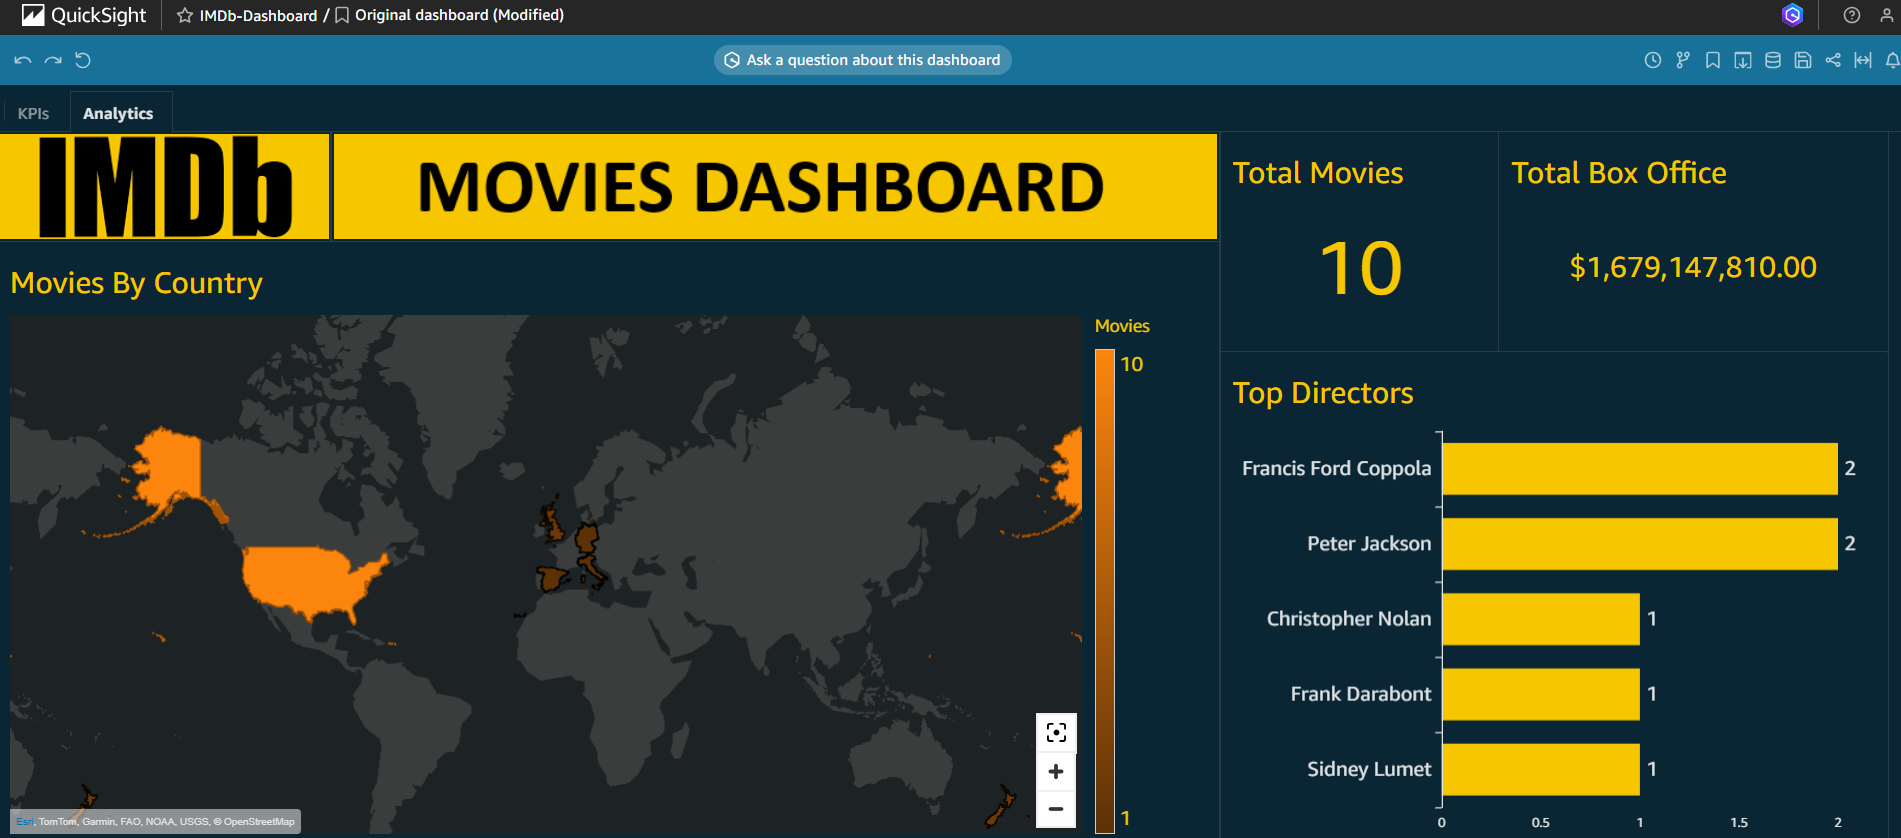 QuickSight
IMDb-Dashboard / Original dashboard (Modified)
Ask a question about this dashboard
KPIs
Analytics
IMDb
MOVIES DASHBOARD
Total Movies
10
Total Box Office
$1,679,147,810.00
Movies By Country
Movies
10
1
Esri, TomTom, Garmin, FAO, NOAA, USGS, © OpenStreetMap
Top Directors
Francis Ford Coppola 2
Peter Jackson 2
Christopher Nolan 1
Frank Darabont 1
Sidney Lumet 1
0 0.5 1 1.5 2